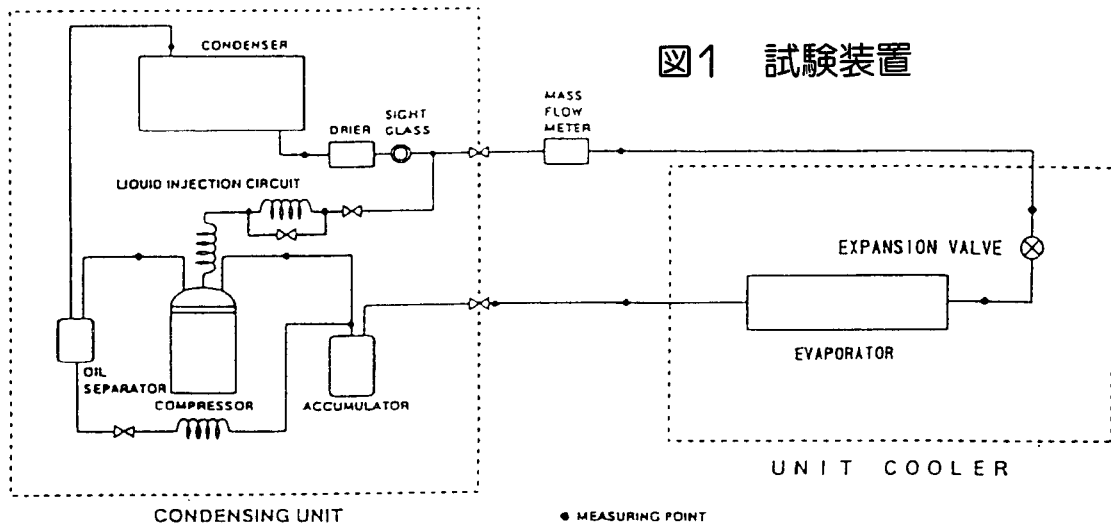 図1 試験装置
CONDENSER
MASS
FLOW
METER
SIGHT
GLASS
DRIER
LIQUID INJECTION CIRCUIT
EXPANSION VALVE
EVAPORATOR
OIL
SEPARATOR
COMPRESSOR
ACCUMULATOR
UNIT COOLER
CONDENSING UNIT
● MEASURING POINT